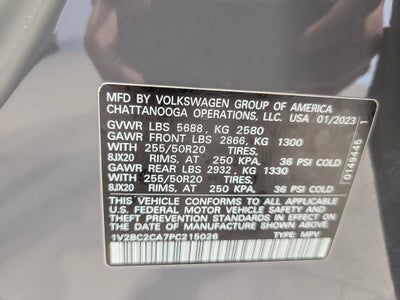 MFD BY VOLKSWAGEN GROUP OF AMERICA
CHATTANOOGA OPERATIONS, LLC. USA 01/2023
GVWR LBS 5688, KG 2580
GAWR FRONT LBS 2866, KG 1300
WITH 255/50R20 TIRES,
8JX20 RIMS, AT 250 KPA, 36 PSI COLD
GAWR REAR LBS 2932, KG 1330
WITH 255/50R20 TIRES,
8JX20 RIMS, AT 250 KPA, 36 PSI COLD
THIS VEHICLE CONFORMS TO ALL APPLICABLE
U.S. FEDERAL MOTOR VEHICLE SAFETY AND
THEFT PREVENTION STANDARDS IN EFFECT ON
THE DATE OF MANUFACTURE SHOWN ABOVE.
1V2BC2CA7PC215026 TYPE: MPV
0149445 1